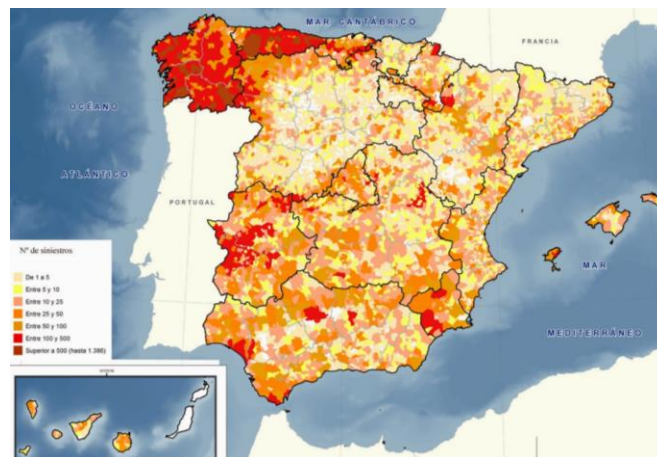 MAR CANTÁBRICO
FRANCIA
OCÉANO
ATLÁNTICO
PORTUGAL
MAR
MEDITERRÁNEO
Nº de siniestros
De 1 a 5
Entre 5 y 10
Entre 10 y 25
Entre 25 y 50
Entre 50 y 100
Entre 100 y 500
Superior a 500 (hasta 1.386)